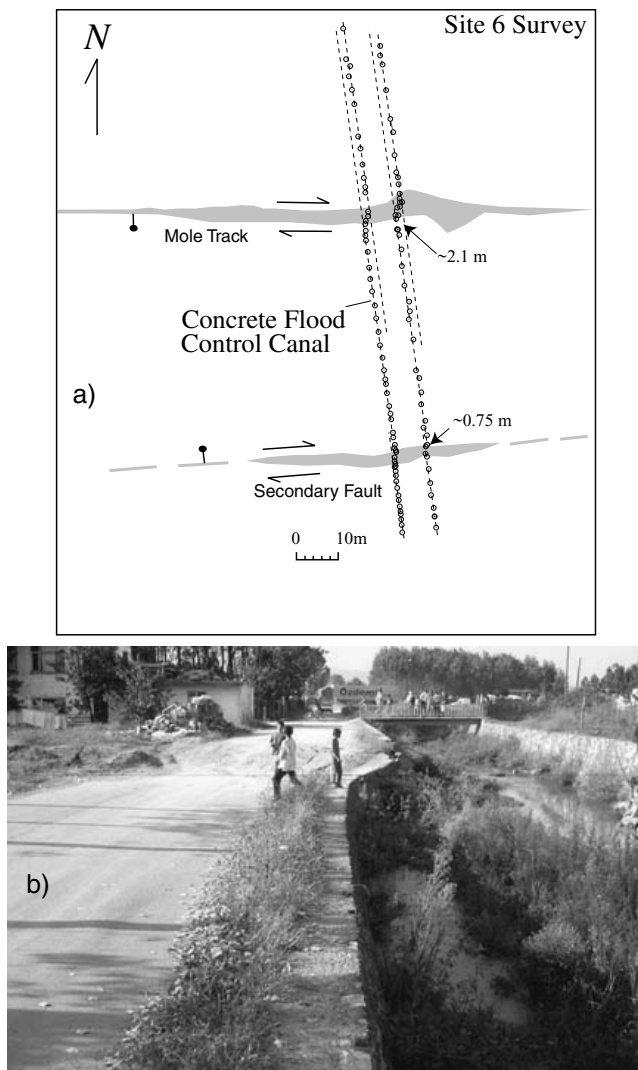 Site 6 Survey
N
Mole Track
~2.1 m
Concrete Flood
Control Canal
a)
~0.75 m
Secondary Fault
0 10m
b)